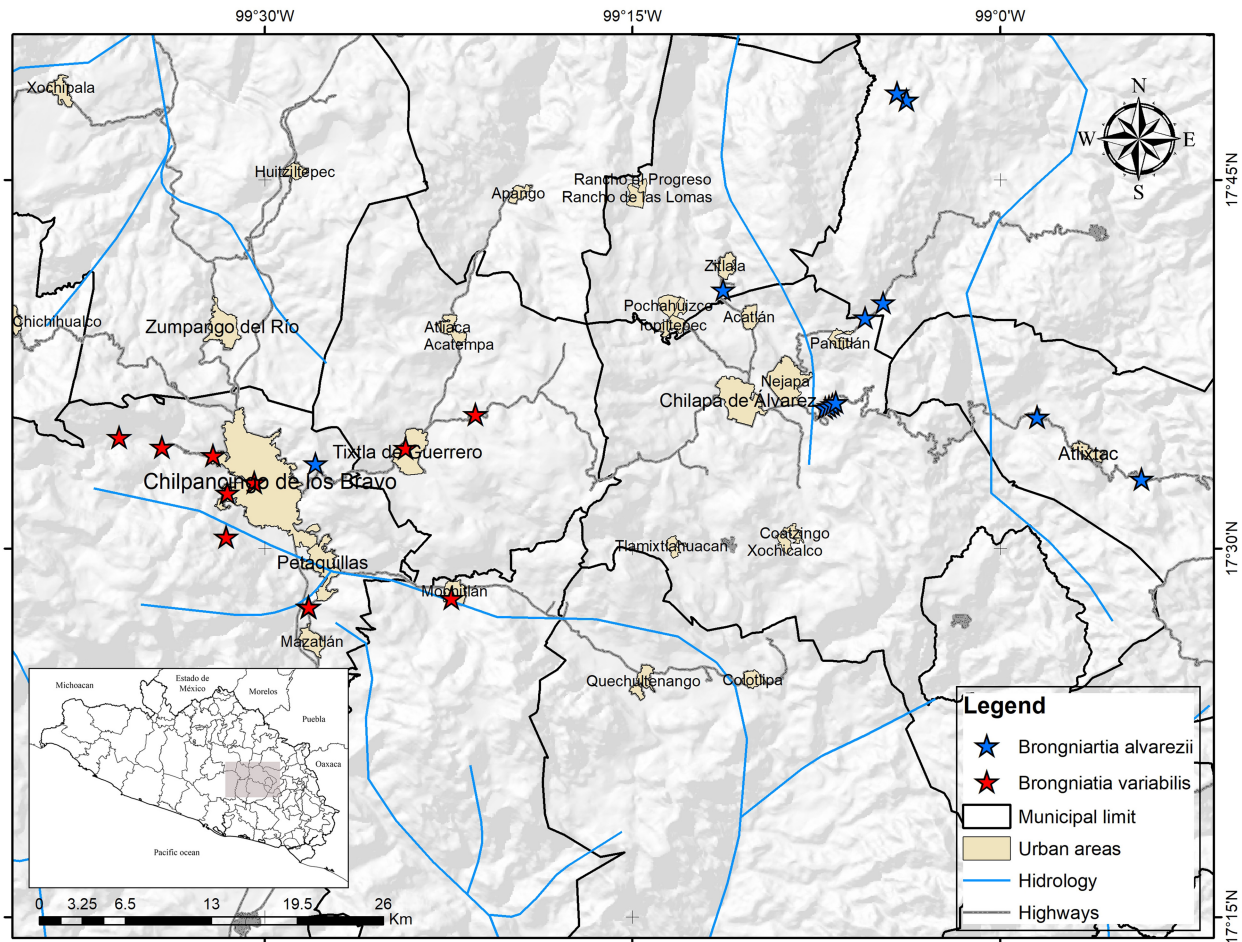 99°30'W
99°15'W
99°0'W
Xochipala
N
W
E
S
Huitziltepec
Apango
Rancho el Progreso
Rancho de las Lomas
17°45'N
Zitlala
Pochahuizco
Topiltepec
Acatlán
Chichihualco
Zumpango del Río
Atliaca
Acatempa
Pantitlán
Nejapa
Chilapa de Álvarez
Tixtla de Guerrero
Atlixtac
Chilpancingo de los Bravo
Coatzingo
Xochicalco
Tlamixtlahuacan
17°30'N
Petaquillas
Mochitlán
Mazatlán
Quechultenango
Colotlipa
Michoacan
Estado de
México
Morelos
Puebla
Oaxaca
Pacific ocean
0
3.25
6.5
13
19.5
26
Km
Legend
Brongniartia alvarezii
Brongniatia variabilis
Municipal limit
Urban areas
Hidrology
Highways
17°15'N